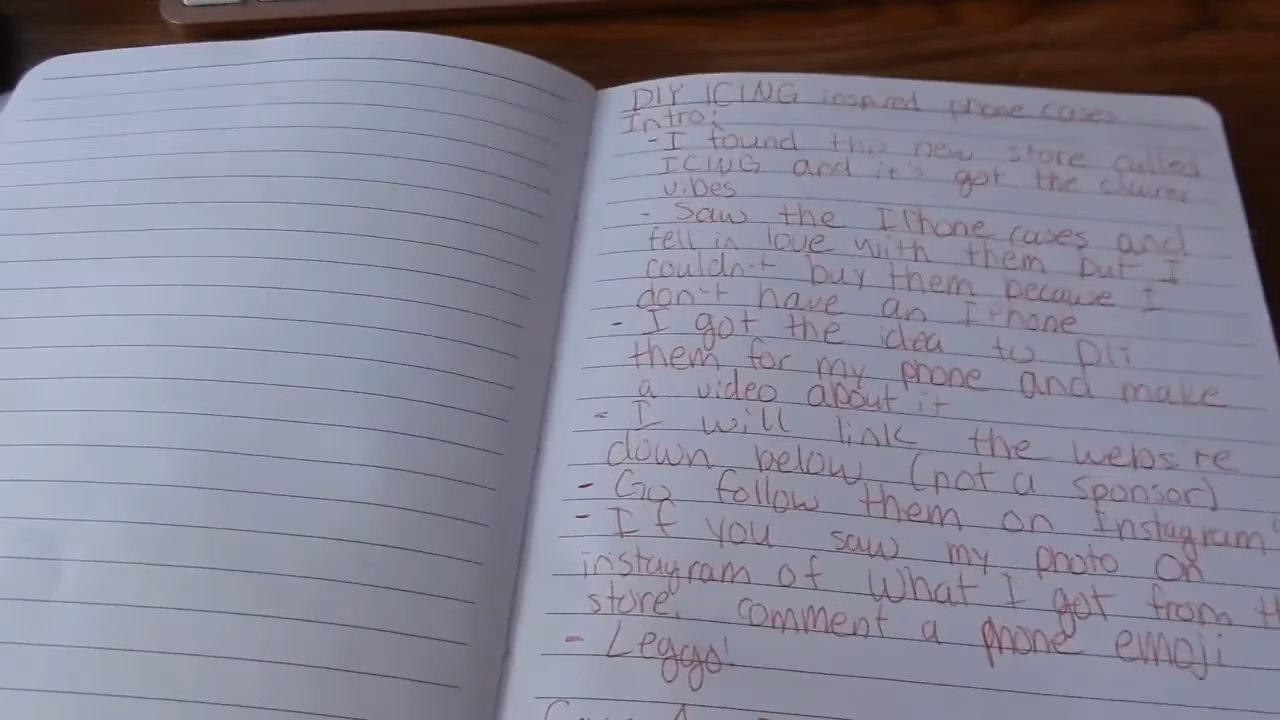 DIY ICING inspired phone cases
Intro:
- I found this new store called
ICING and it's got the claires
vibes
- Saw the IPhone cases and
fell in love with them but I
couldn't buy them because I
don't have an IPhone
- I got the idea to DIi
them for my phone and make
a video about it
- I will link the website
down below (not a sponsor)
- Go follow them on Instagram
- If you saw my photo on
instagram of what I got from
store, comment a phone emoji
- Leggo!